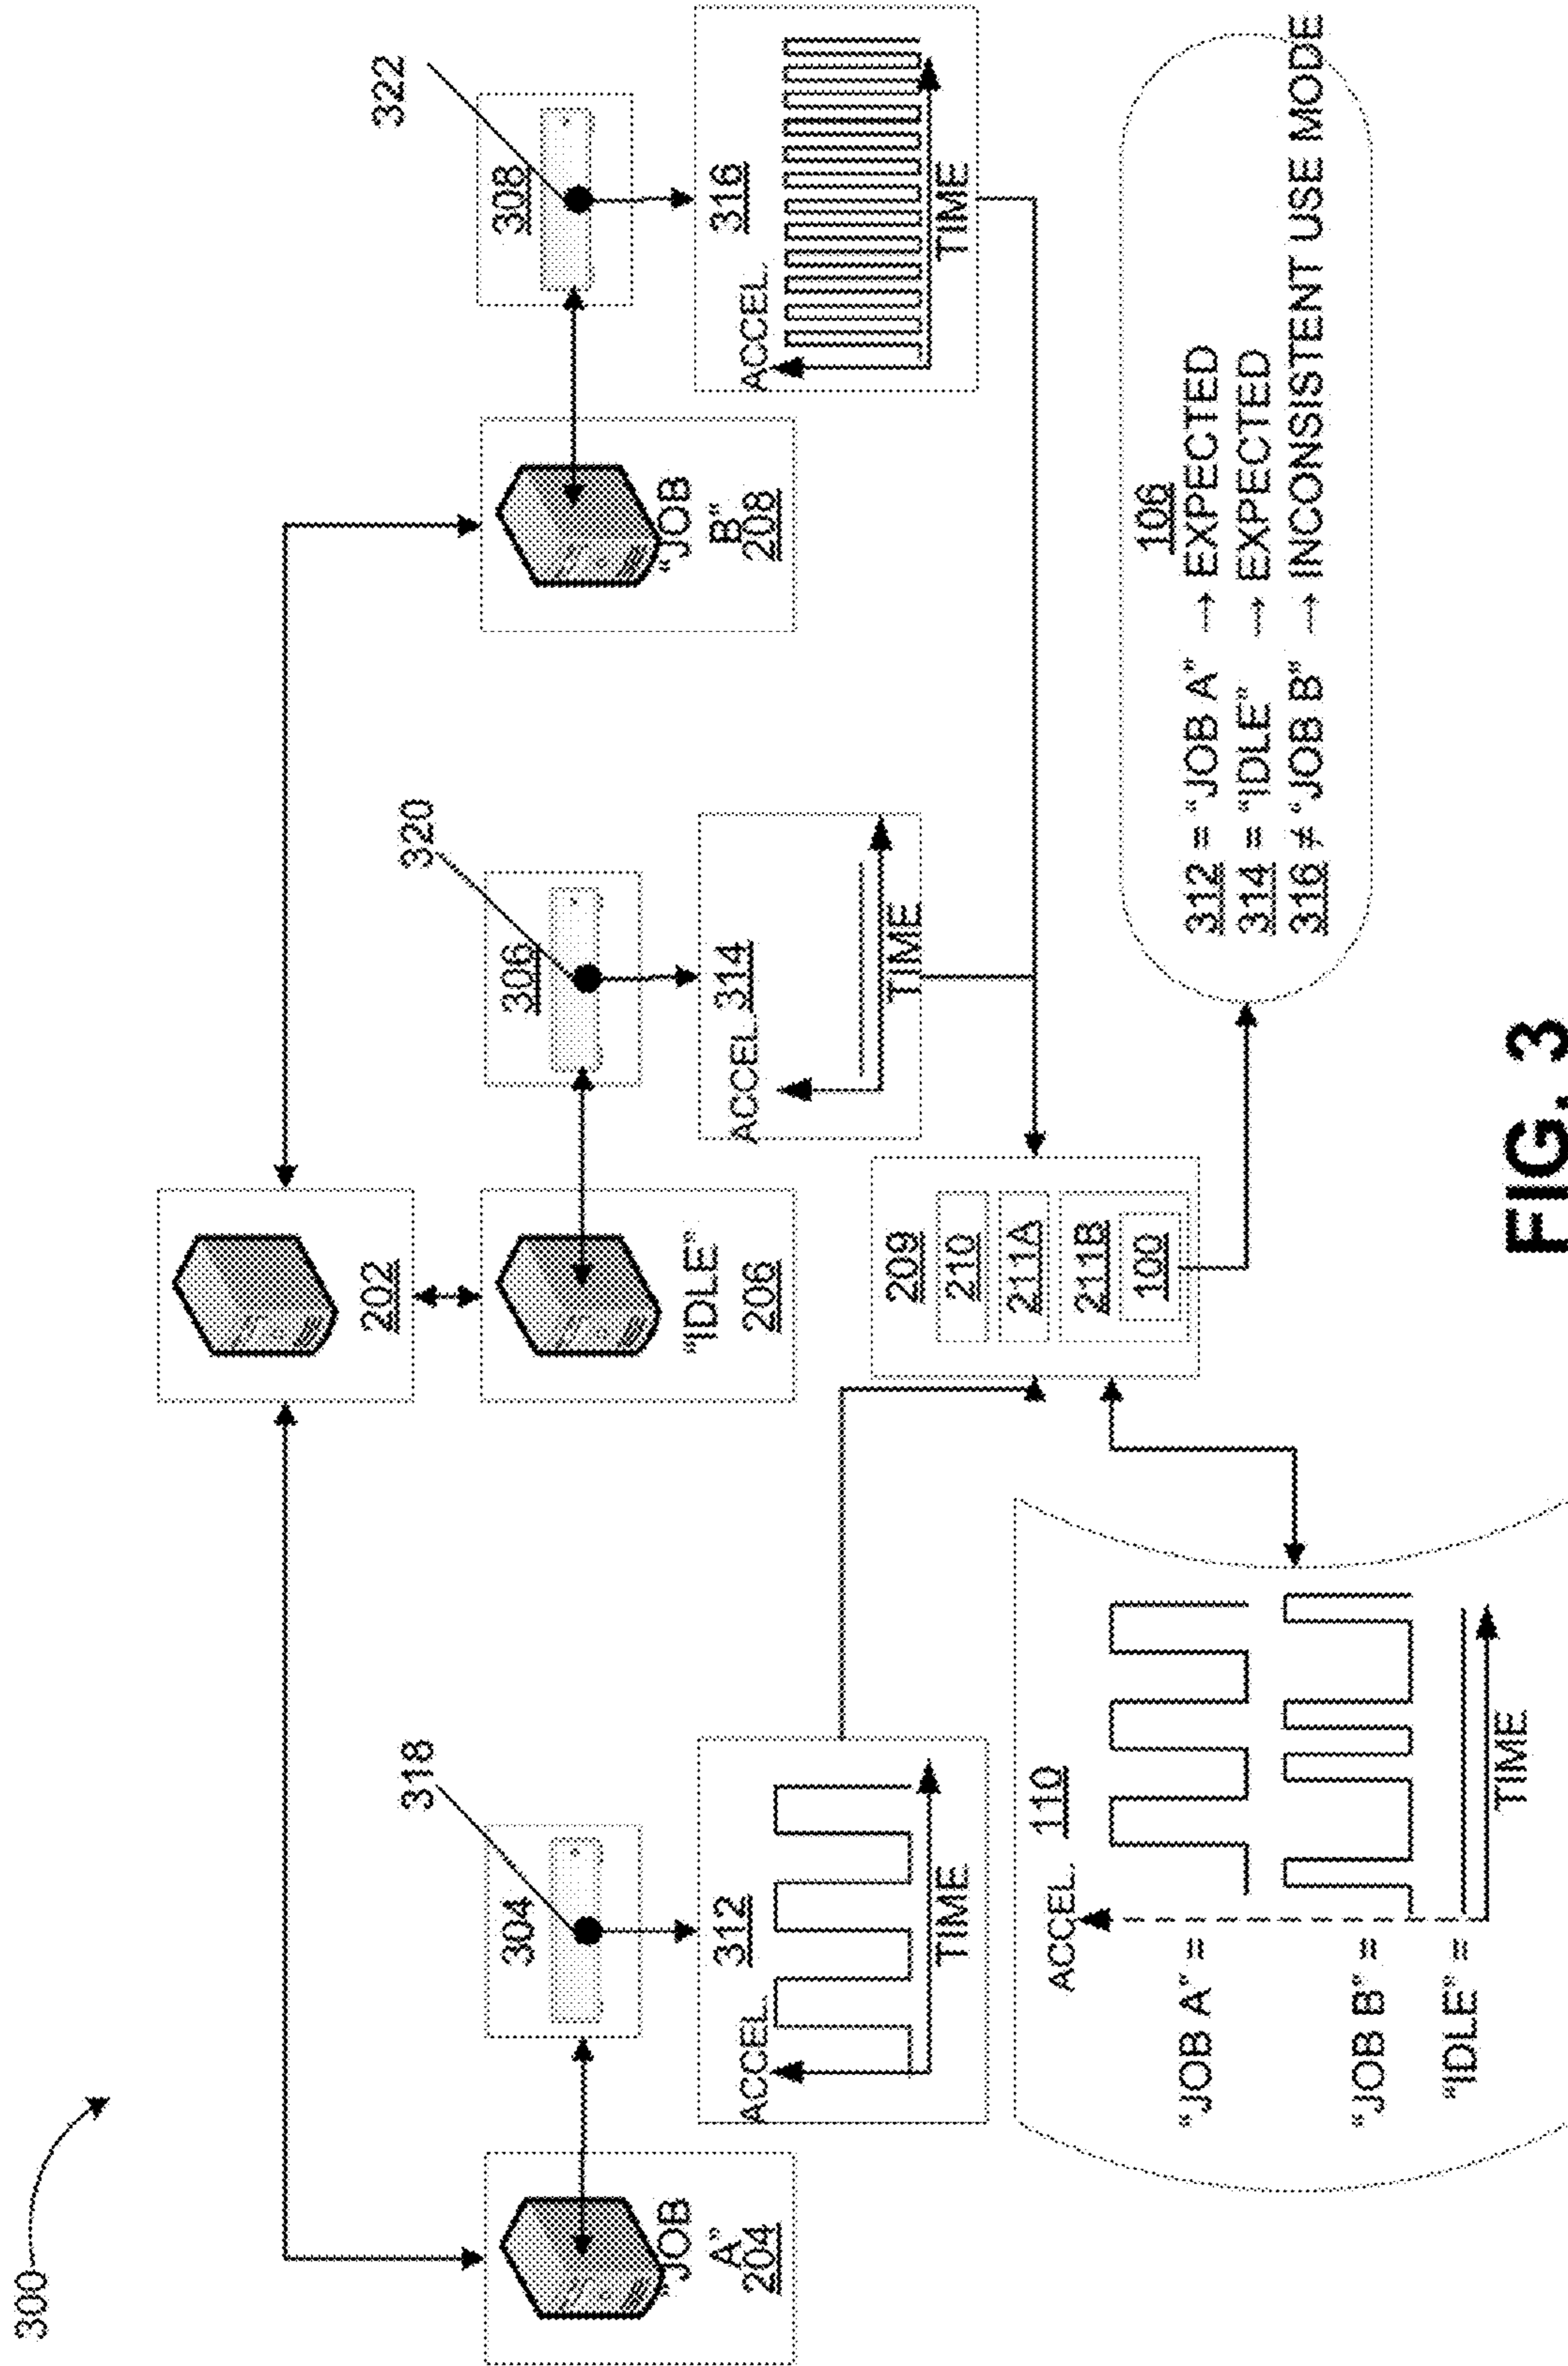 300
202
"JOB
A"
204
"IDLE"
206
"JOB
B"
208
304
318
306
320
308
322
312
ACCEL.
TIME
314
ACCEL.
TIME
316
ACCEL.
TIME
209
210
211A
211B
100
110
ACCEL.
"JOB A" =
"JOB B" =
"IDLE" =
TIME
106
312 = "JOB A" → EXPECTED
314 = "IDLE" → EXPECTED
316 ≠ "JOB B" → INCONSISTENT USE MODE
FIG. 3